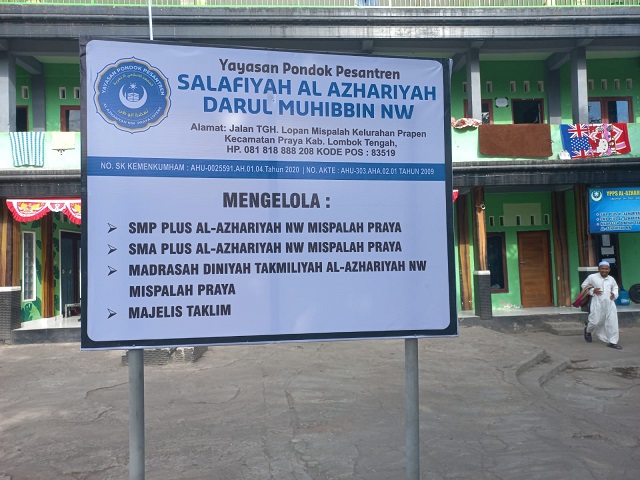 Yayasan Pondok Pesantren
SALAFIYAH AL AZHARIYAH
DARUL MUHIBBIN NW
Alamat: Jalan TGH. Lopan Mispalah Kelurahan Prapen
Kecamatan Praya Kab. Lombok Tengah,
HP. 081 818 888 208 KODE POS : 83519
NO. SK KEMENKUMHAM : AHU-0025591.AH.01.04.Tahun 2020 | NO. AKTE : AHU-303.AHA.02.01 TAHUN 2009
MENGELOLA :
SMP PLUS AL-AZHARIYAH NW MISPALAH PRAYA
SMA PLUS AL-AZHARIYAH NW MISPALAH PRAYA
MADRASAH DINIYAH TAKMILIYAH AL-AZHARIYAH NW
MISPALAH PRAYA
MAJELIS TAKLIM
YAYASAN PONDOK PESANTREN